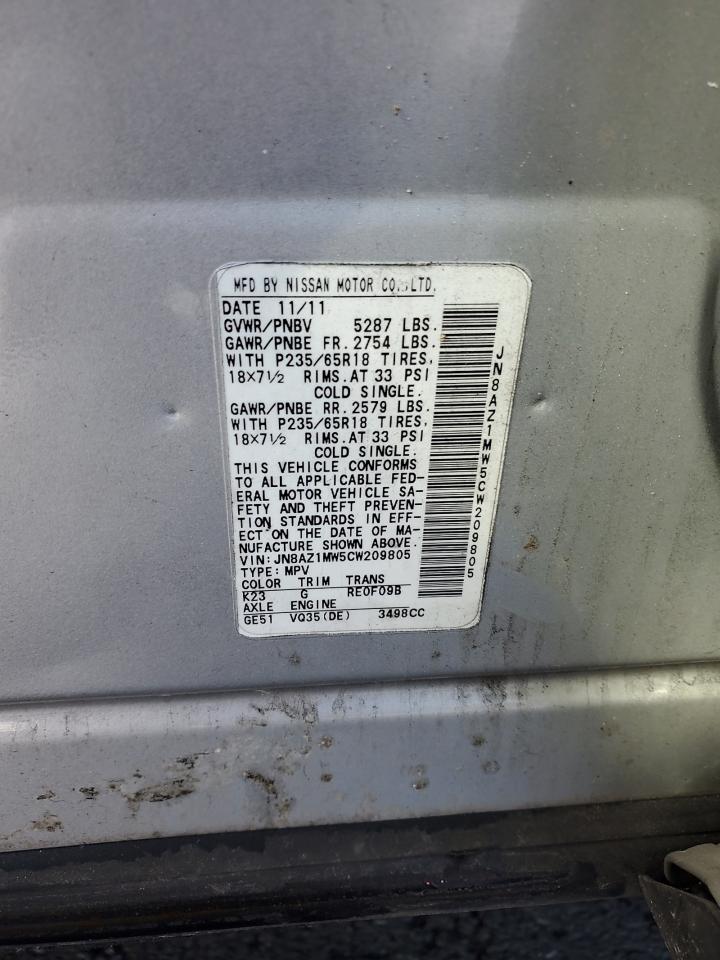 MFD BY NISSAN MOTOR CO.,LTD.
DATE 11/11
GVWR/PNBV 5287 LBS.
GAWR/PNBE FR. 2754 LBS.
WITH P235/65R18 TIRES,
18×7½ RIMS.AT 33 PSI
COLD SINGLE.
GAWR/PNBE RR. 2579 LBS.
WITH P235/65R18 TIRES,
18×7½ RIMS.AT 33 PSI
COLD SINGLE.
THIS VEHICLE CONFORMS
TO ALL APPLICABLE FED-
ERAL MOTOR VEHICLE SA-
FETY AND THEFT PREVEN-
TION STANDARDS IN EFF-
ECT ON THE DATE OF MA-
NUFACTURE SHOWN ABOVE.
VIN: JN8AZ1MW5CW209805
TYPE: MPV
COLOR TRIM TRANS
K23 G RE0F09B
AXLE ENGINE
GE51 VQ35(DE) 3498CC
JN8AZ1MW5CW209805